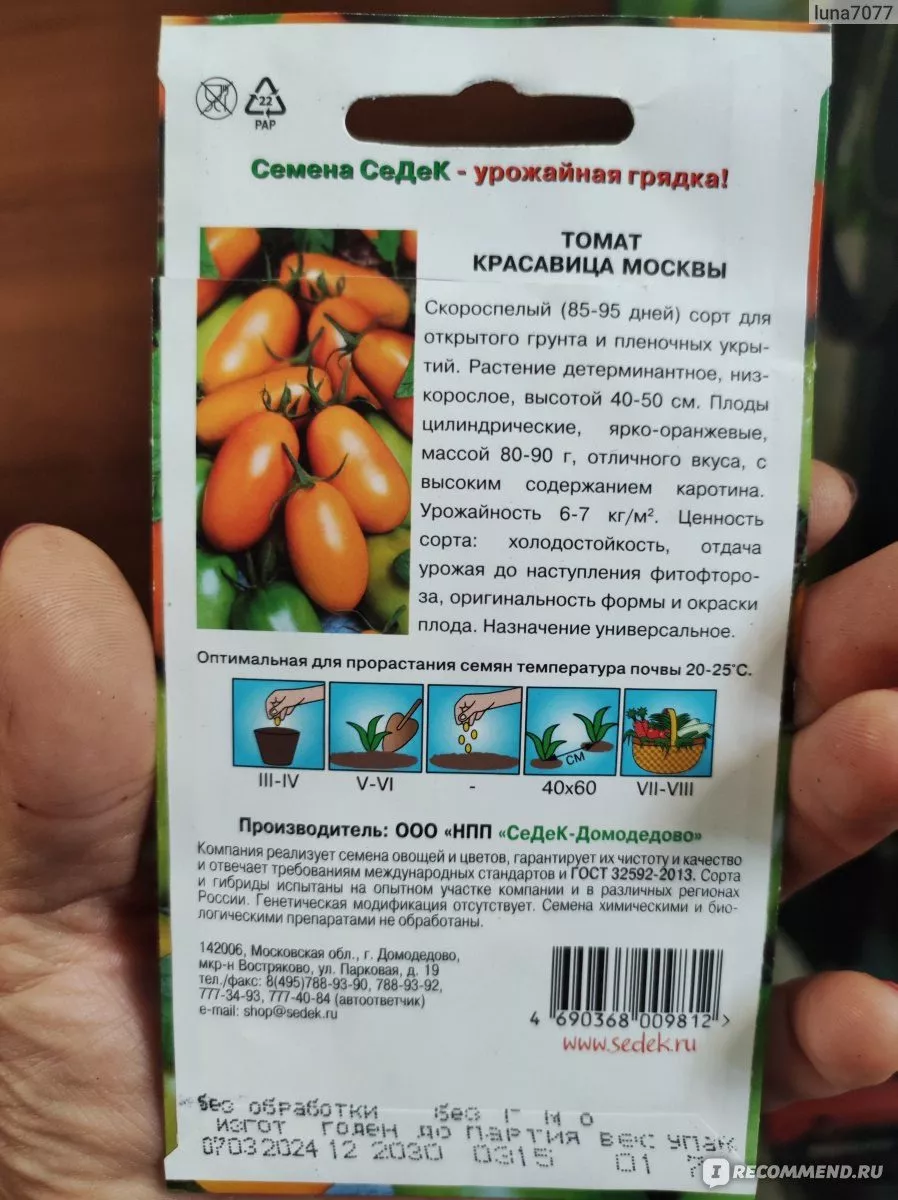 luna7077
22
PAP
Семена СеДеК - урожайная грядка!
ТОМАТ
КРАСАВИЦА МОСКВЫ
Скороспелый (85-95 дней) сорт для
открытого грунта и пленочных укры-
тий. Растение детерминантное, низ-
корослое, высотой 40-50 см. Плоды
цилиндрические, ярко-оранжевые,
массой 80-90 г, отличного вкуса, с
высоким содержанием каротина.
Урожайность 6-7 кг/м². Ценность
сорта: холодостойкость, отдача
урожая до наступления фитофторо-
за, оригинальность формы и окраски
плода. Назначение универсальное.
Оптимальная для прорастания семян температура почвы 20-25°С.
см
III-IV V-VI - 40х60 VII-VIII
Производитель: ООО «НПП «СеДеК-Домодедово»
Компания реализует семена овощей и цветов, гарантирует их чистоту и качество
и отвечает требованиям международных стандартов и ГОСТ 32592-2013. Сорта
и гибриды испытаны на опытном участке компании и в различных регионах
России. Генетическая модификация отсутствует. Семена химическими и био-
логическими препаратами не обработаны.
142006, Московская обл., г. Домодедово,
мкр-н Востряково, ул. Парковая, д. 19
тел./факс: 8(495)788-93-90, 788-93-92,
777-34-93, 777-40-84 (автоответчик)
e-mail: shop@sedek.ru
4 690368 009812 >
www.sedek.ru
без обработки без Г М О
изгот годен до партия вес упак
07032024 12 2030 0315 01 7
IRECOMMEND.RU